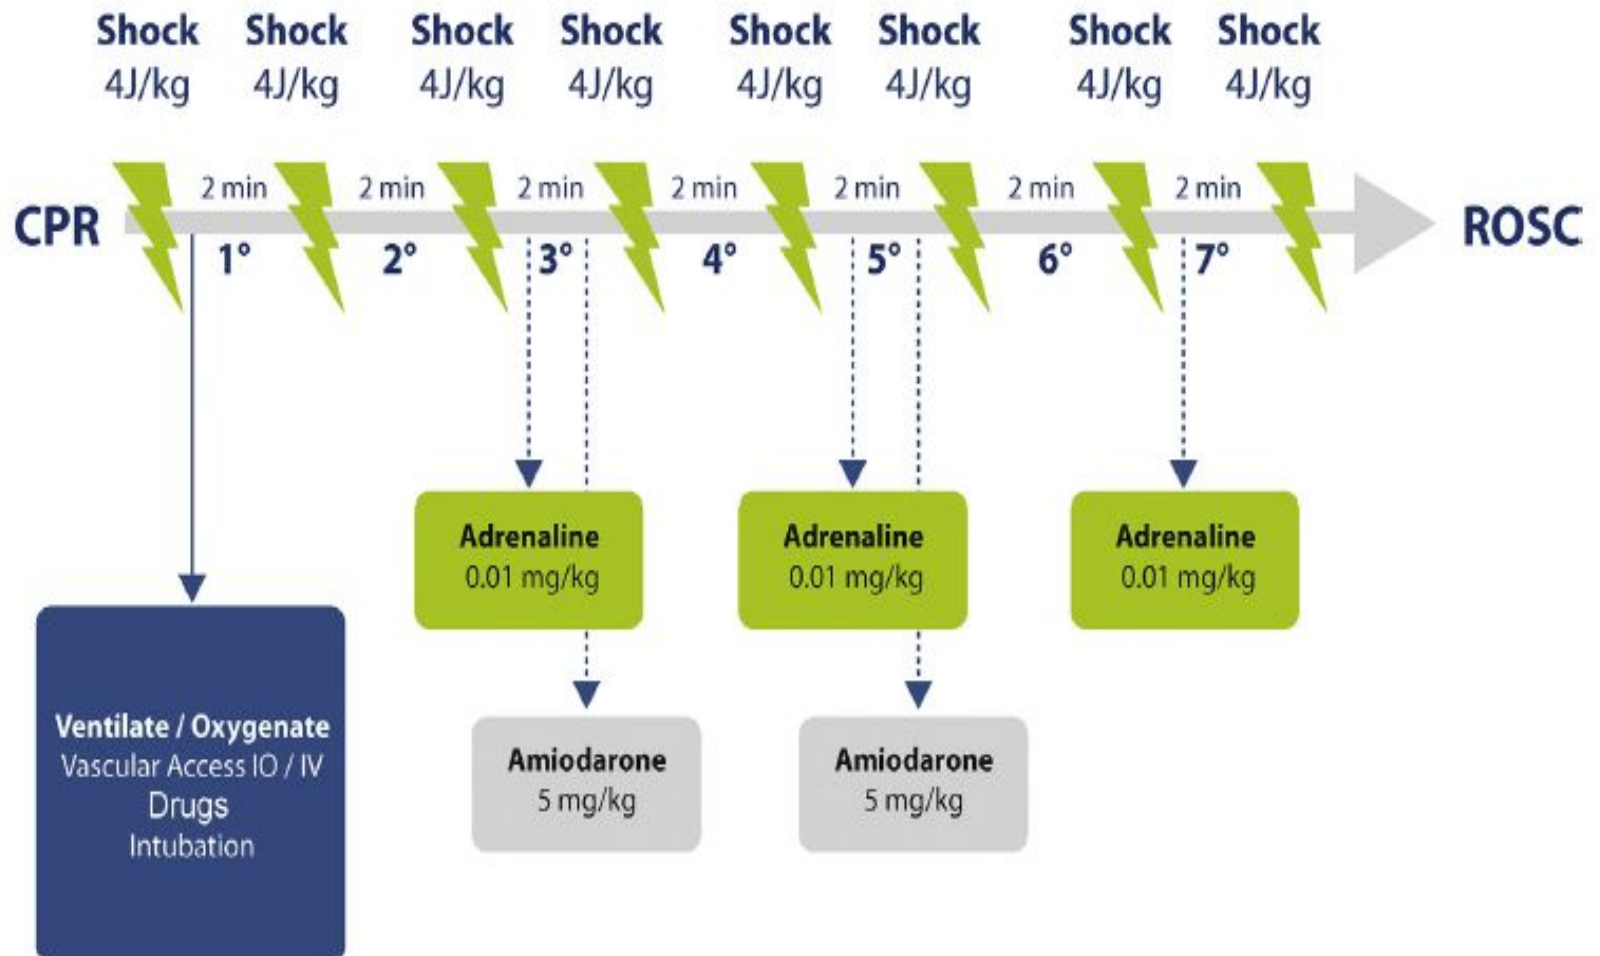 Shock Shock Shock Shock Shock Shock Shock Shock
4J/kg 4J/kg 4J/kg 4J/kg 4J/kg 4J/kg 4J/kg 4J/kg
2 min 2 min 2 min 2 min 2 min 2 min 2 min
CPR ROSC
1° 2° 3° 4° 5° 6° 7°
Adrenaline
0.01 mg/kg
Adrenaline
0.01 mg/kg
Adrenaline
0.01 mg/kg
Ventilate / Oxygenate
Vascular Access IO / IV
Drugs
Intubation
Amiodarone
5 mg/kg
Amiodarone
5 mg/kg